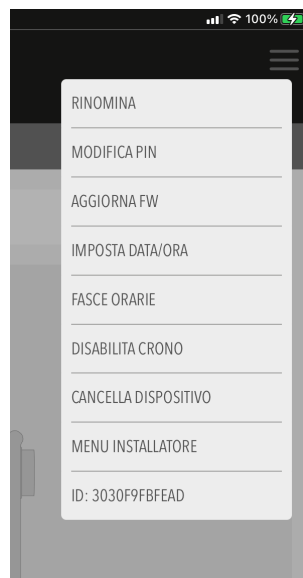 100%
RINOMINA
MODIFICA PIN
AGGIORNA FW
IMPOSTA DATA/ORA
FASCE ORARIE
DISABILITA CRONO
CANCELLA DISPOSITIVO
MENU INSTALLATORE
ID: 3030F9FBFEAD